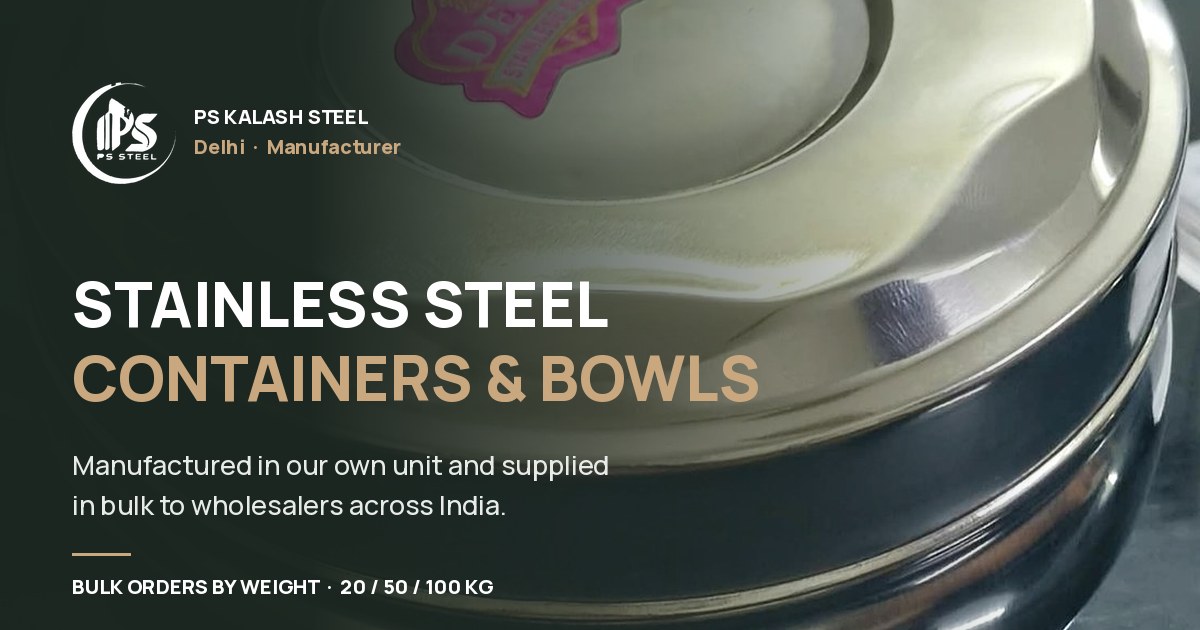 PS
PS STEEL
PS KALASH STEEL
Delhi · Manufacturer
STAINLESS STEEL
CONTAINERS & BOWLS
Manufactured in our own unit and supplied
in bulk to wholesalers across India.
BULK ORDERS BY WEIGHT · 20 / 50 / 100 KG